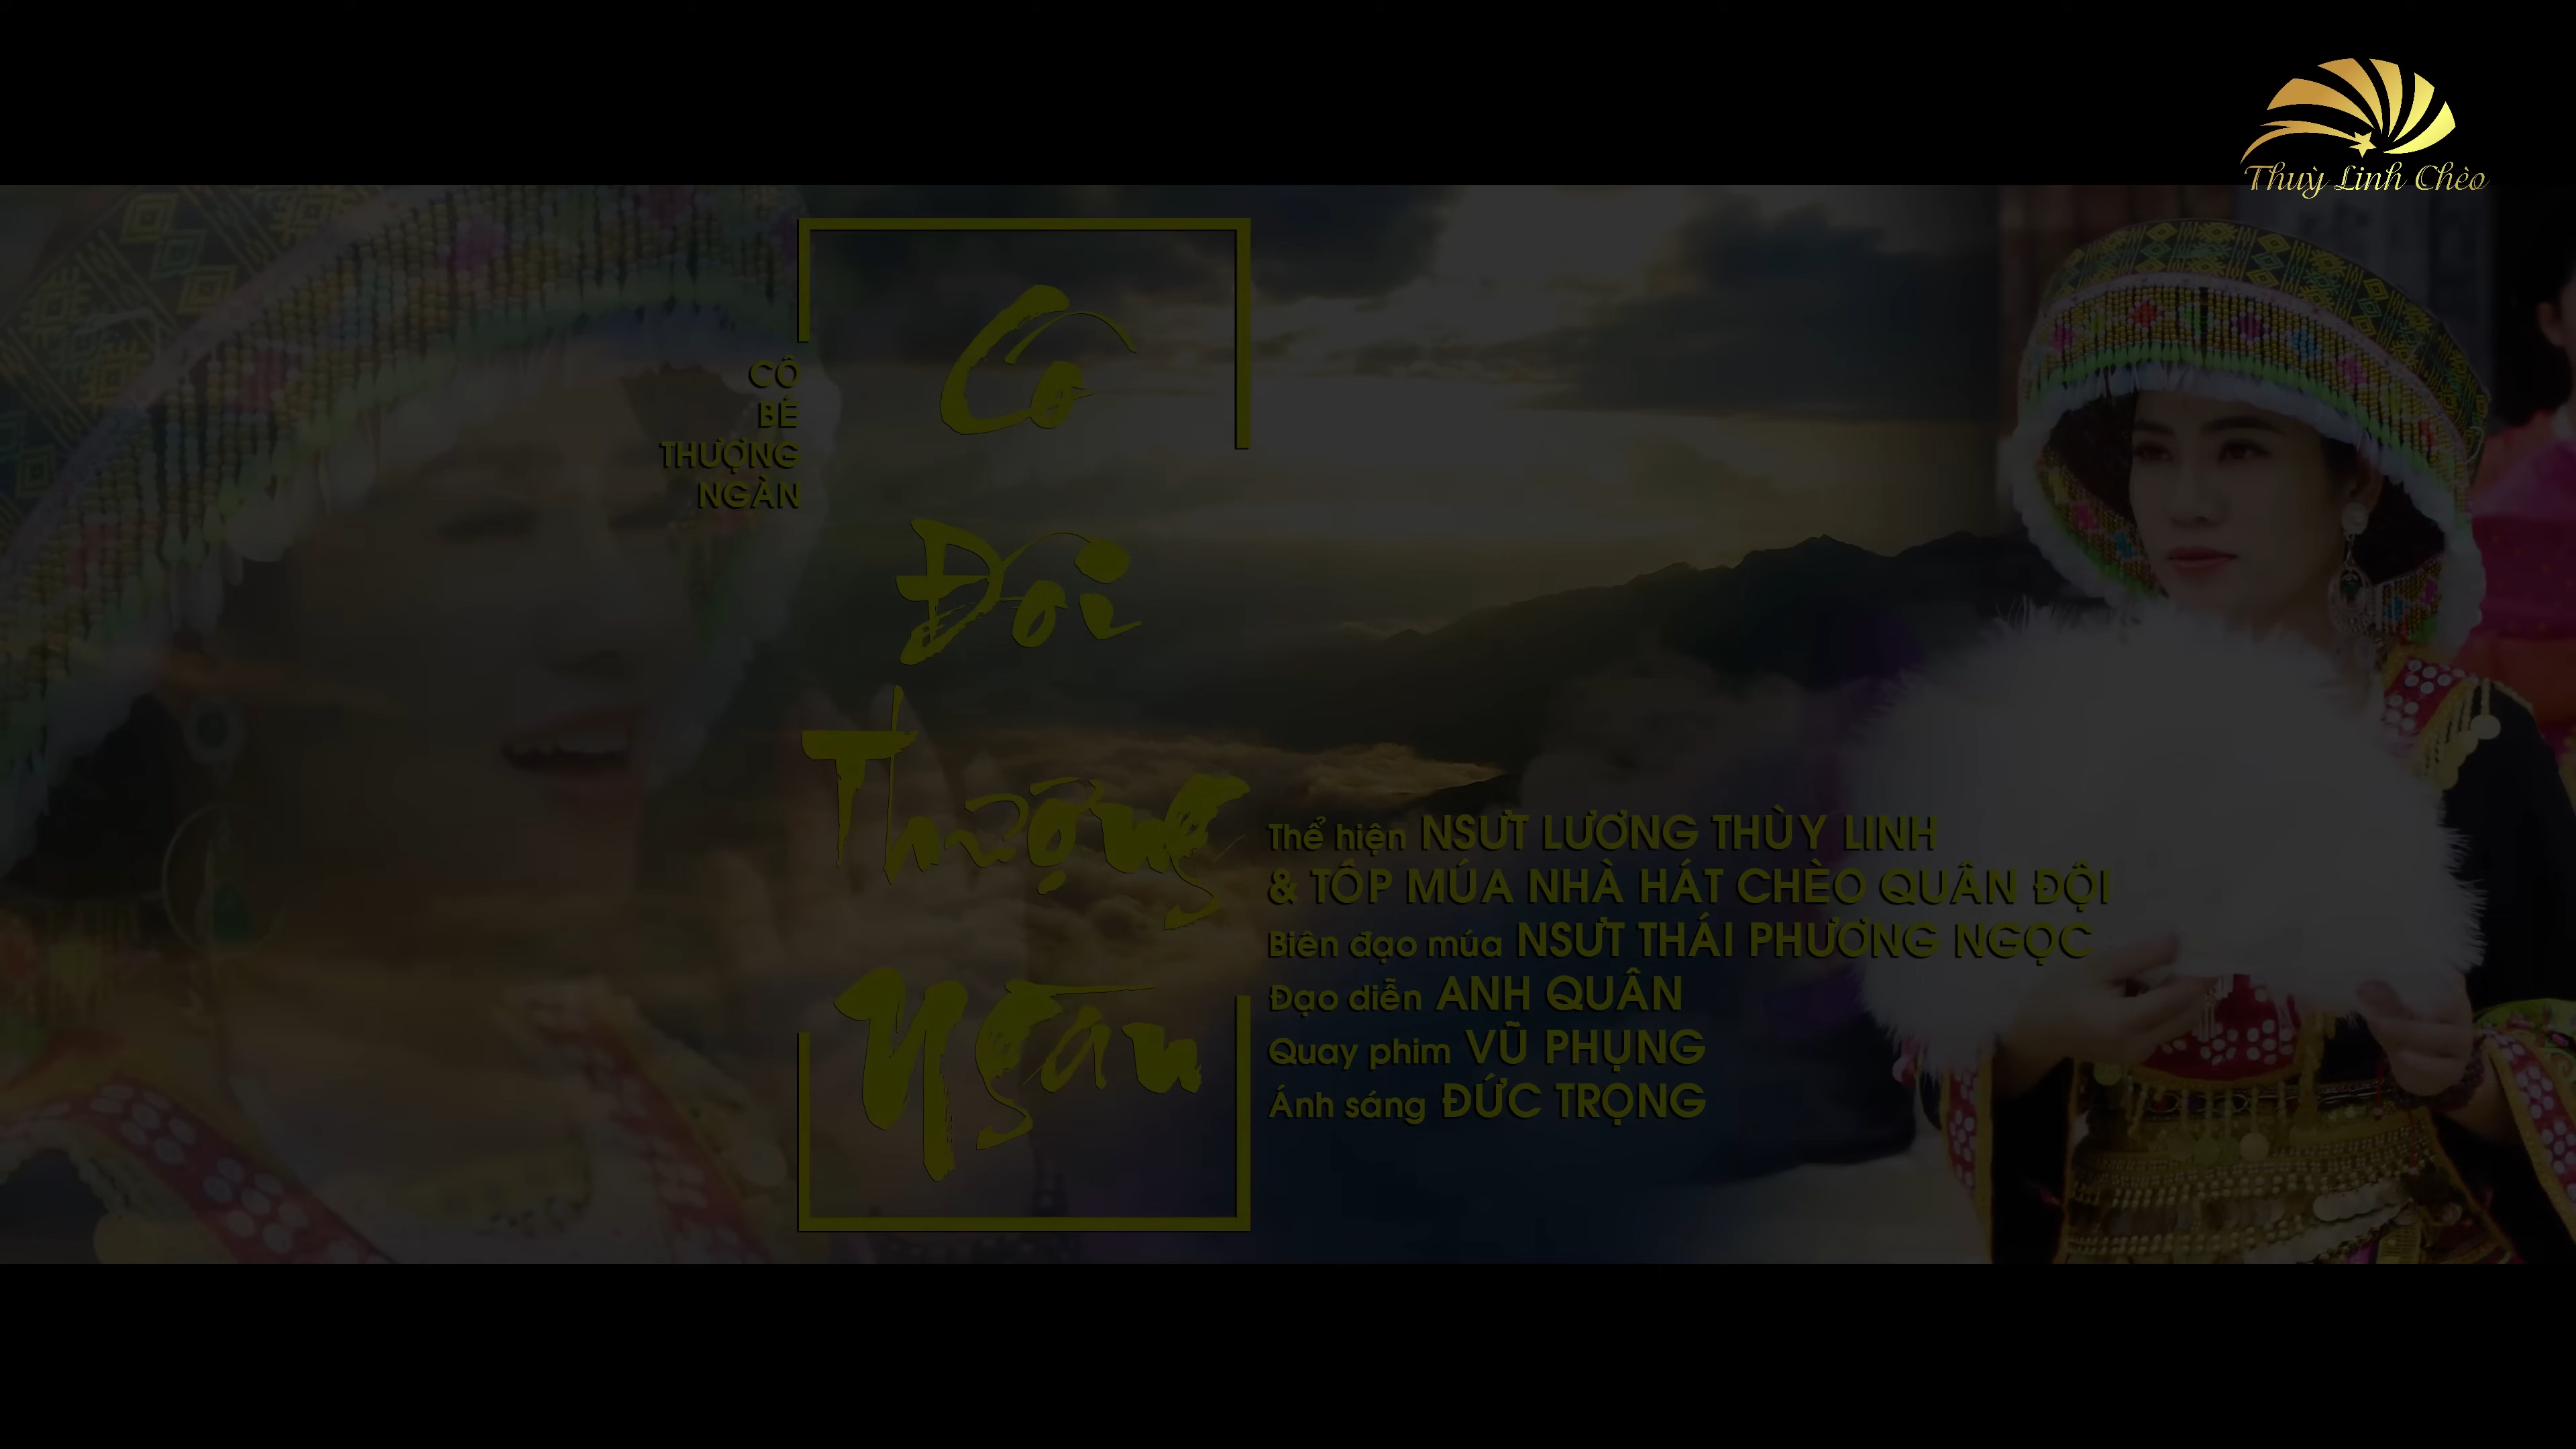 Thuỳ Linh Chèo
CÔ
BÉ
THƯỢNG
NGÀN
Cô
Đôi
Thượng
Ngàn
Thể hiện NSƯT LƯƠNG THÙY LINH
& TỐP MÚA NHÀ HÁT CHÈO QUÂN ĐỘI
Biên đạo múa NSƯT THÁI PHƯƠNG NGỌC
Đạo diễn ANH QUÂN
Quay phim VŨ PHỤNG
Ánh sáng ĐỨC TRỌNG